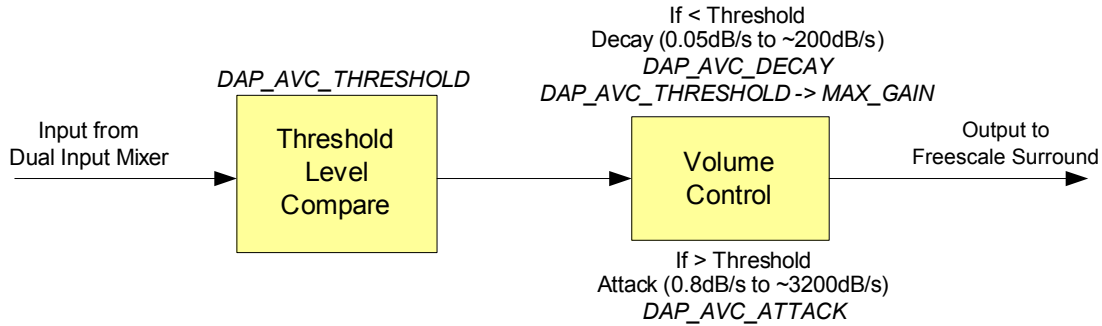 If < Threshold
Decay (0.05dB/s to ~200dB/s)
DAP_AVC_DECAY
DAP_AVC_THRESHOLD -> MAX_GAIN
DAP_AVC_THRESHOLD
Input from
Dual Input Mixer
Threshold
Level
Compare
Volume
Control
Output to
Freescale Surround
If > Threshold
Attack (0.8dB/s to ~3200dB/s)
DAP_AVC_ATTACK